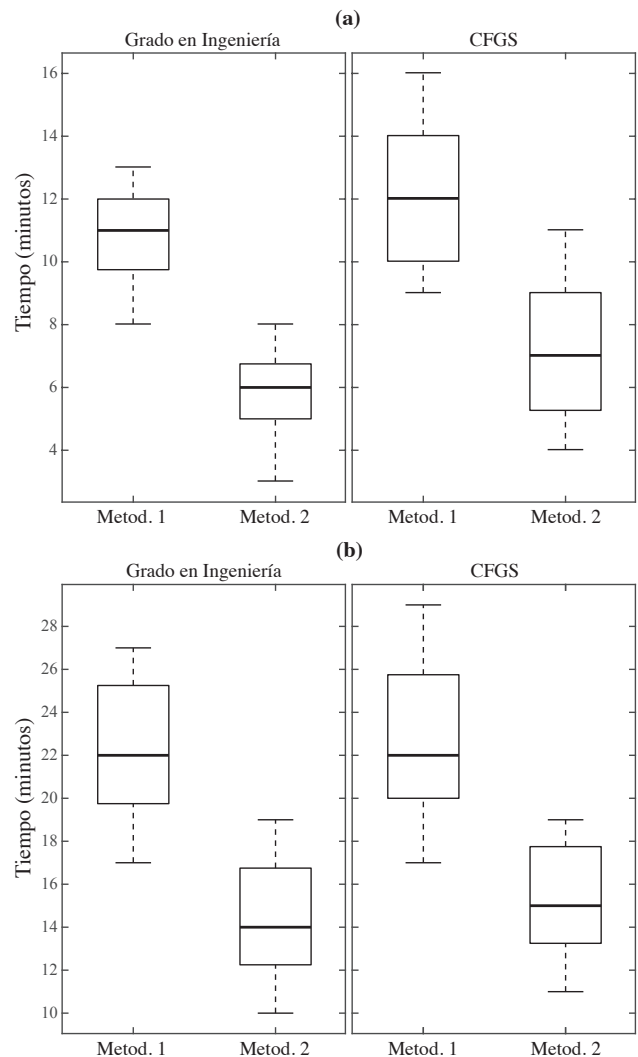 (a)
Grado en Ingeniería CFGS
16
14
12
10
8
6
4
Tiempo (minutos)
Metod. 1 Metod. 2 Metod. 1 Metod. 2
(b)
Grado en Ingeniería CFGS
28
26
24
22
20
18
16
14
12
10
Tiempo (minutos)
Metod. 1 Metod. 2 Metod. 1 Metod. 2